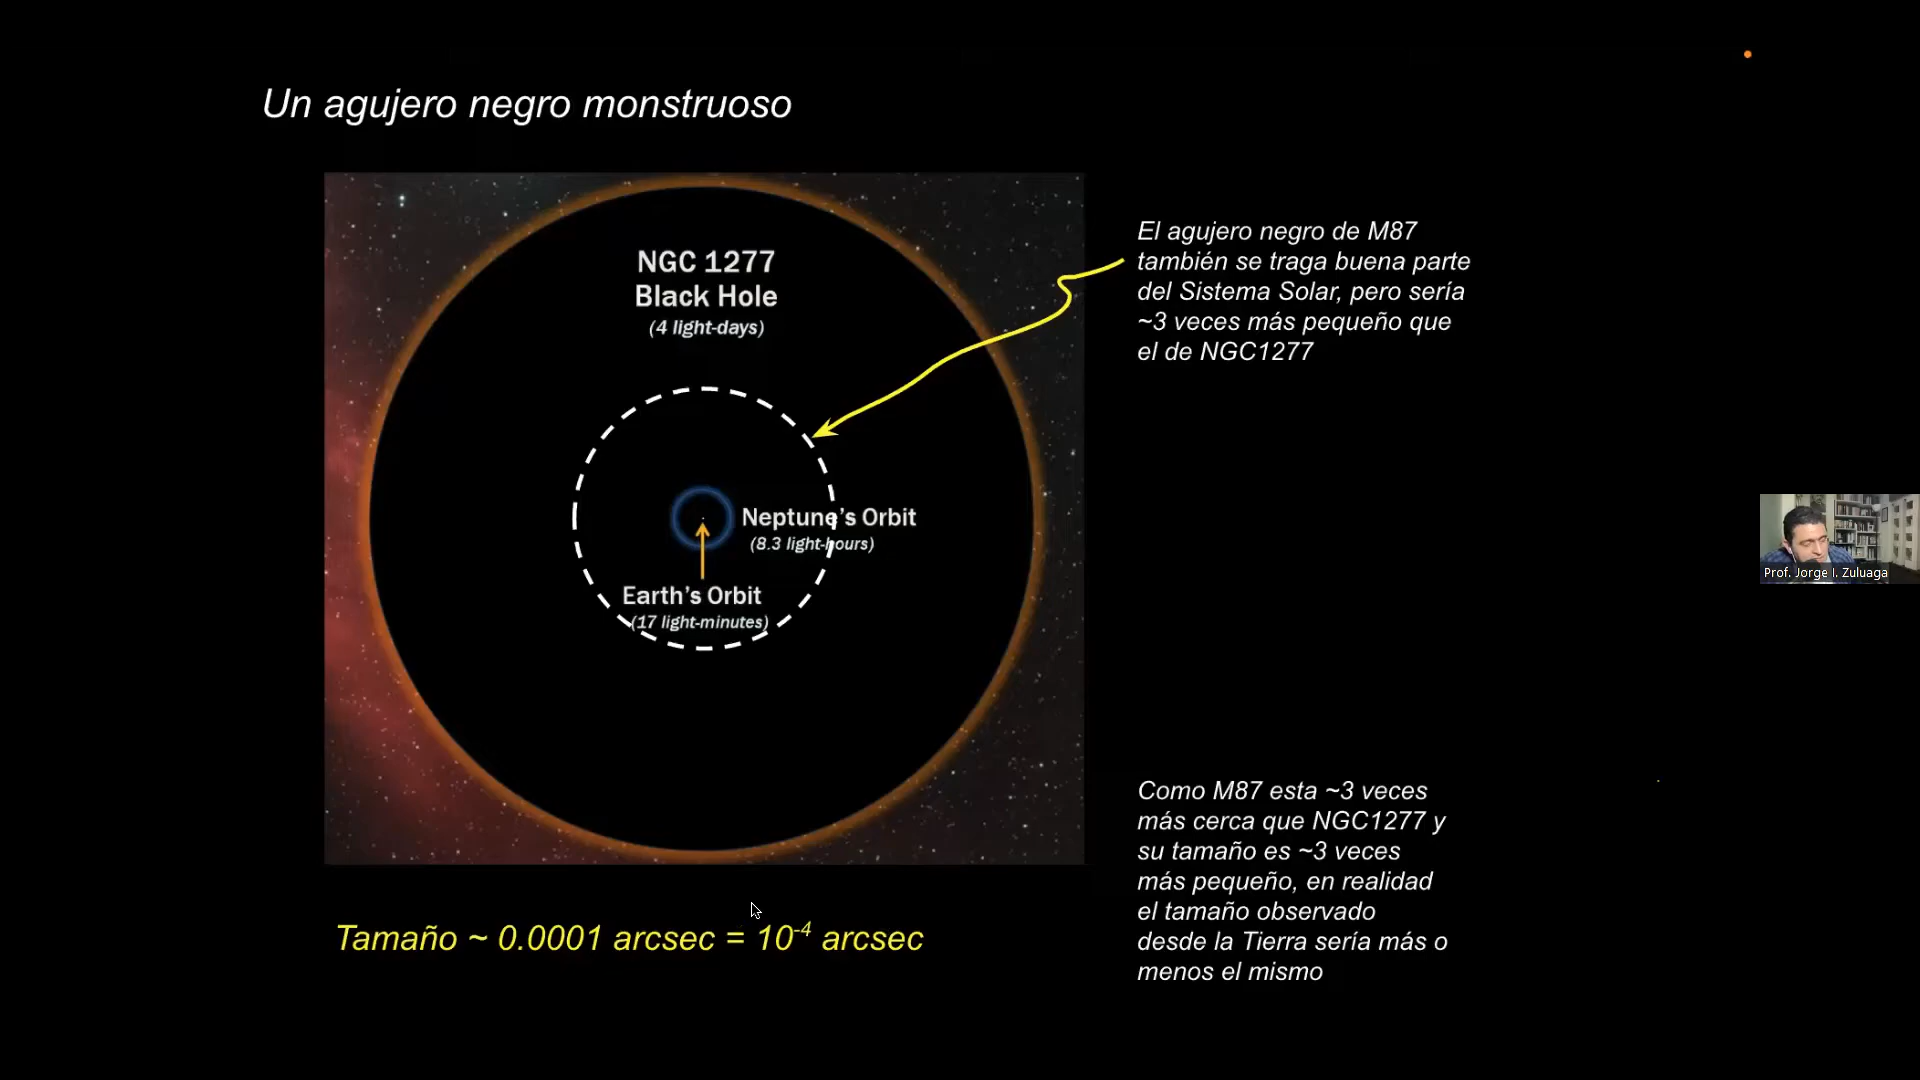 Un agujero negro monstruoso
NGC 1277
Black Hole
(4 light-days)
Neptune's Orbit
(8.3 light-hours)
Earth's Orbit
(17 light-minutes)
El agujero negro de M87
también se traga buena parte
del Sistema Solar, pero sería
~3 veces más pequeño que
el de NGC1277
Como M87 esta ~3 veces
más cerca que NGC1277 y
su tamaño es ~3 veces
más pequeño, en realidad
el tamaño observado
desde la Tierra sería más o
menos el mismo
Tamaño ~ 0.0001 arcsec = 10⁻⁴ arcsec
Prof. Jorge I. Zuluaga